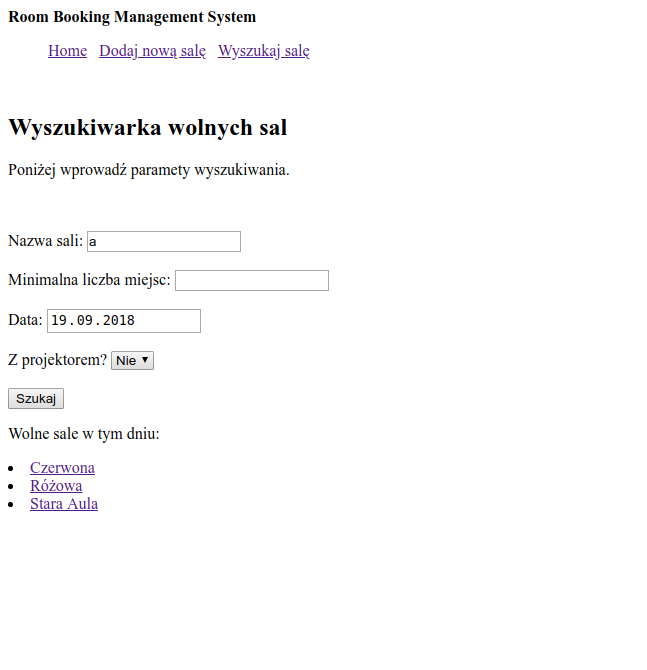 Room Booking Management System
Home Dodaj nową salę Wyszukaj salę
Wyszukiwarka wolnych sal
Poniżej wprowadź paramety wyszukiwania.
Nazwa sali: a
Minimalna liczba miejsc:
Data: 19.09.2018
Z projektorem? Nie
Szukaj
Wolne sale w tym dniu:
Czerwona
Różowa
Stara Aula